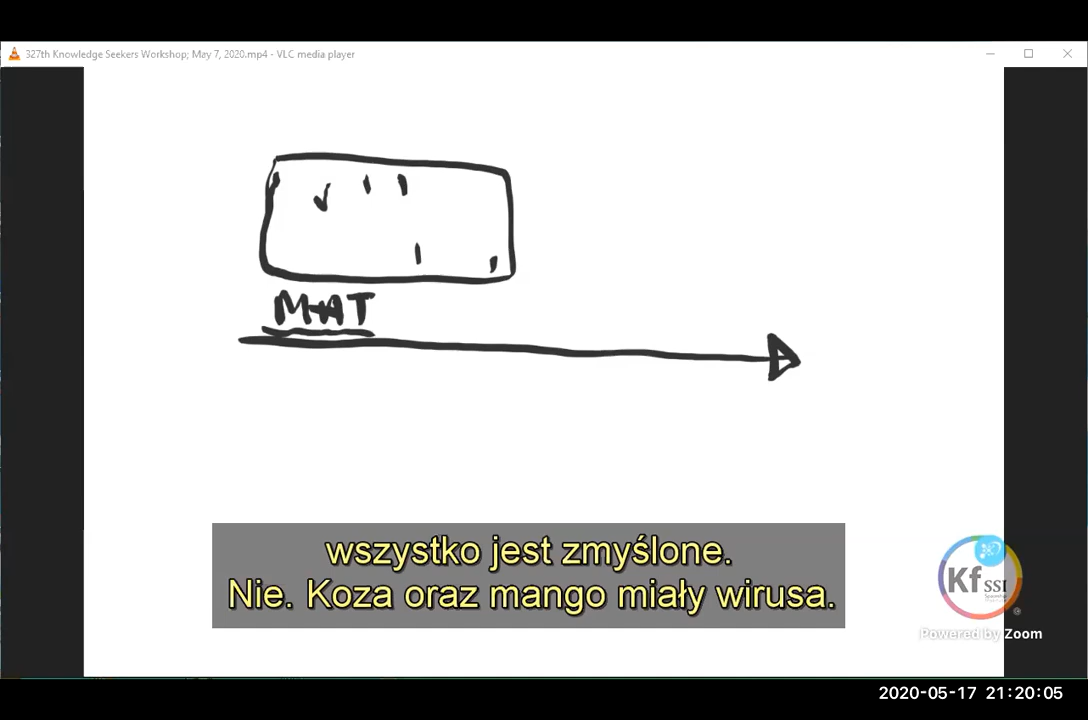 327th Knowledge Seekers Workshop; May 7, 2020.mp4 - VLC media player
M-AT
wszystko jest zmyślone.
Nie. Koza oraz mango miały wirusa.
Kf SSI
Powered by Zoom
2020-05-17 21:20:05